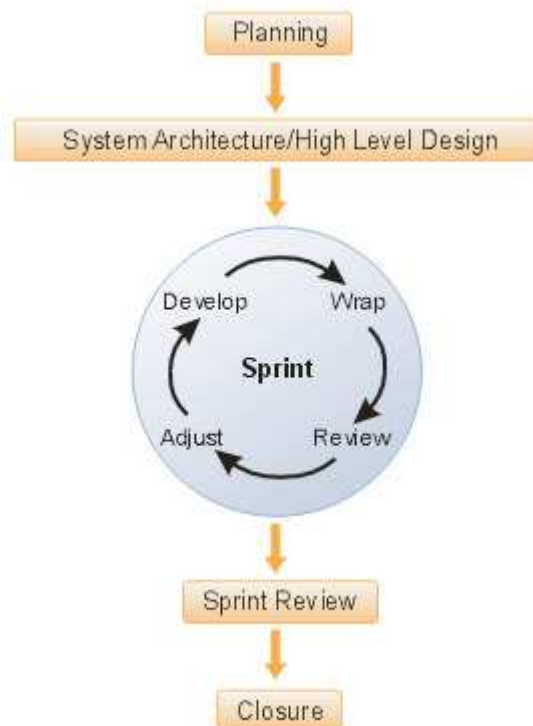 Planning
System Architecture/High Level Design
Develop
Wrap
Sprint
Adjust
Review
Sprint Review
Closure